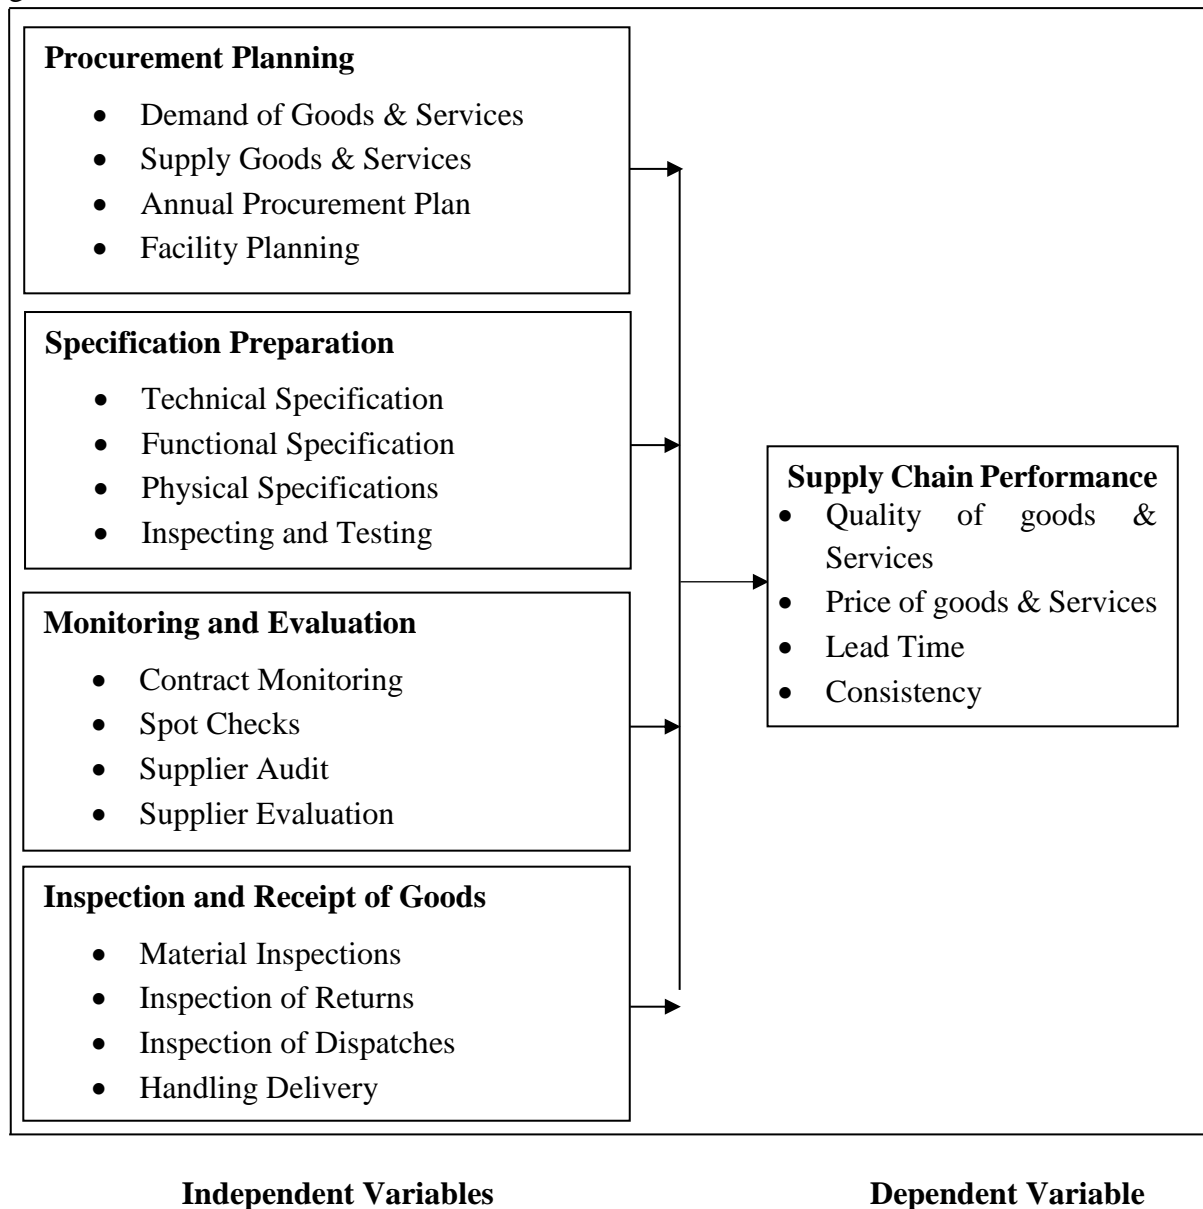 Procurement Planning
• Demand of Goods & Services
• Supply Goods & Services
• Annual Procurement Plan
• Facility Planning
Specification Preparation
• Technical Specification
• Functional Specification
• Physical Specifications
• Inspecting and Testing
Monitoring and Evaluation
• Contract Monitoring
• Spot Checks
• Supplier Audit
• Supplier Evaluation
Inspection and Receipt of Goods
• Material Inspections
• Inspection of Returns
• Inspection of Dispatches
• Handling Delivery
Supply Chain Performance
• Quality of goods &
Services
• Price of goods & Services
• Lead Time
• Consistency
Independent Variables
Dependent Variable